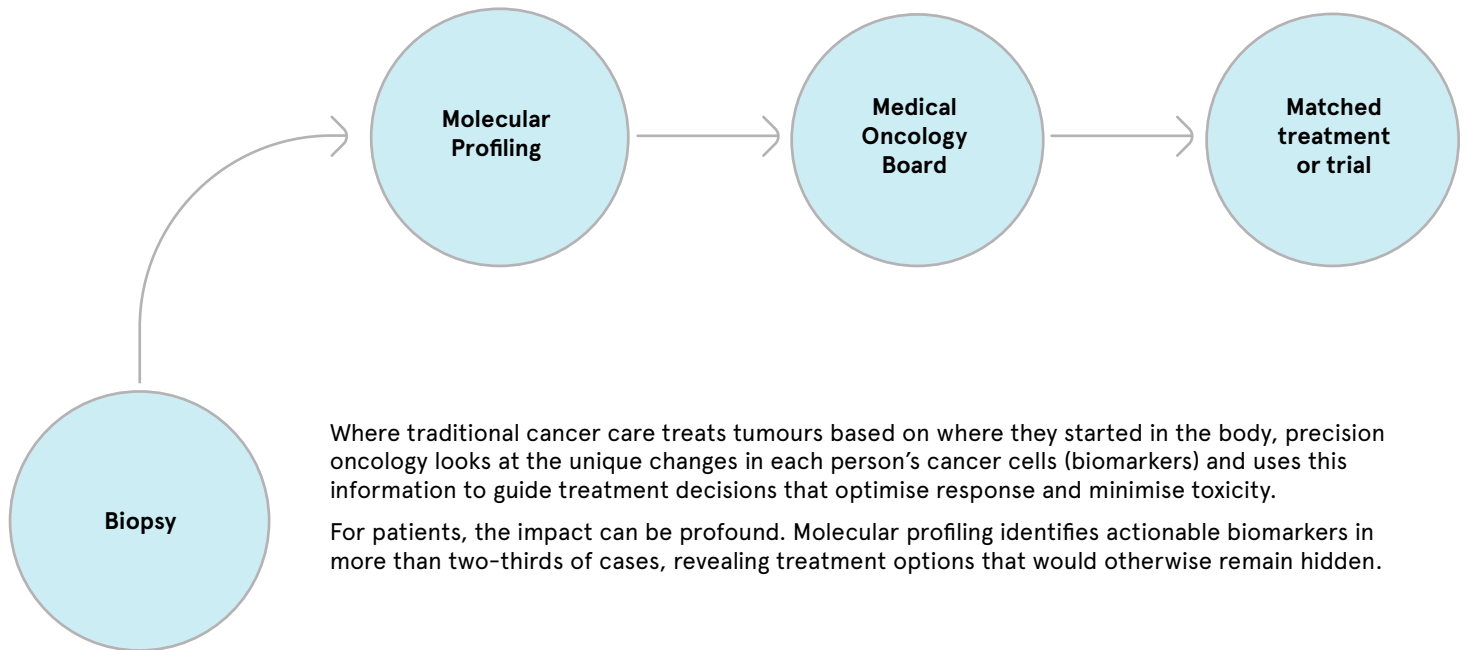 Molecular
Profiling
Medical
Oncology
Board
Matched
treatment
or trial
Biopsy
Where traditional cancer care treats tumours based on where they started in the body, precision
oncology looks at the unique changes in each person’s cancer cells (biomarkers) and uses this
information to guide treatment decisions that optimise response and minimise toxicity.
For patients, the impact can be profound. Molecular profiling identifies actionable biomarkers in
more than two-thirds of cases, revealing treatment options that would otherwise remain hidden.